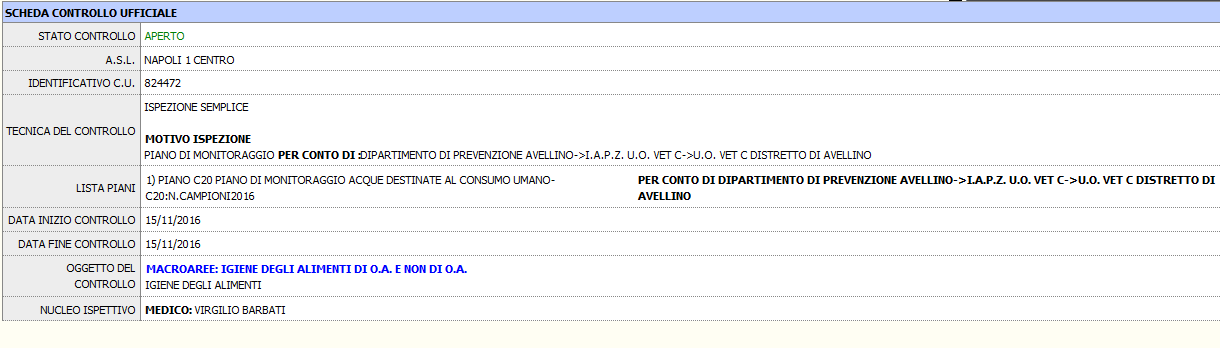 SCHEDA CONTROLLO UFFICIALE
STATO CONTROLLO APERTO
A.S.L. NAPOLI 1 CENTRO
IDENTIFICATIVO C.U. 824472
TECNICA DEL CONTROLLO
ISPEZIONE SEMPLICE
MOTIVO ISPEZIONE
PIANO DI MONITORAGGIO PER CONTO DI :DIPARTIMENTO DI PREVENZIONE AVELLINO->I.A.P.Z. U.O. VET C->U.O. VET C DISTRETTO DI AVELLINO
LISTA PIANI
1) PIANO C20 PIANO DI MONITORAGGIO ACQUE DESTINATE AL CONSUMO UMANO-
C20:N.CAMPIONI2016
PER CONTO DI DIPARTIMENTO DI PREVENZIONE AVELLINO->I.A.P.Z. U.O. VET C->U.O. VET C DISTRETTO DI
AVELLINO
DATA INIZIO CONTROLLO 15/11/2016
DATA FINE CONTROLLO 15/11/2016
OGGETTO DEL
CONTROLLO
MACROAREE: IGIENE DEGLI ALIMENTI DI O.A. E NON DI O.A.
IGIENE DEGLI ALIMENTI
NUCLEO ISPETTIVO MEDICO: VIRGILIO BARBATI